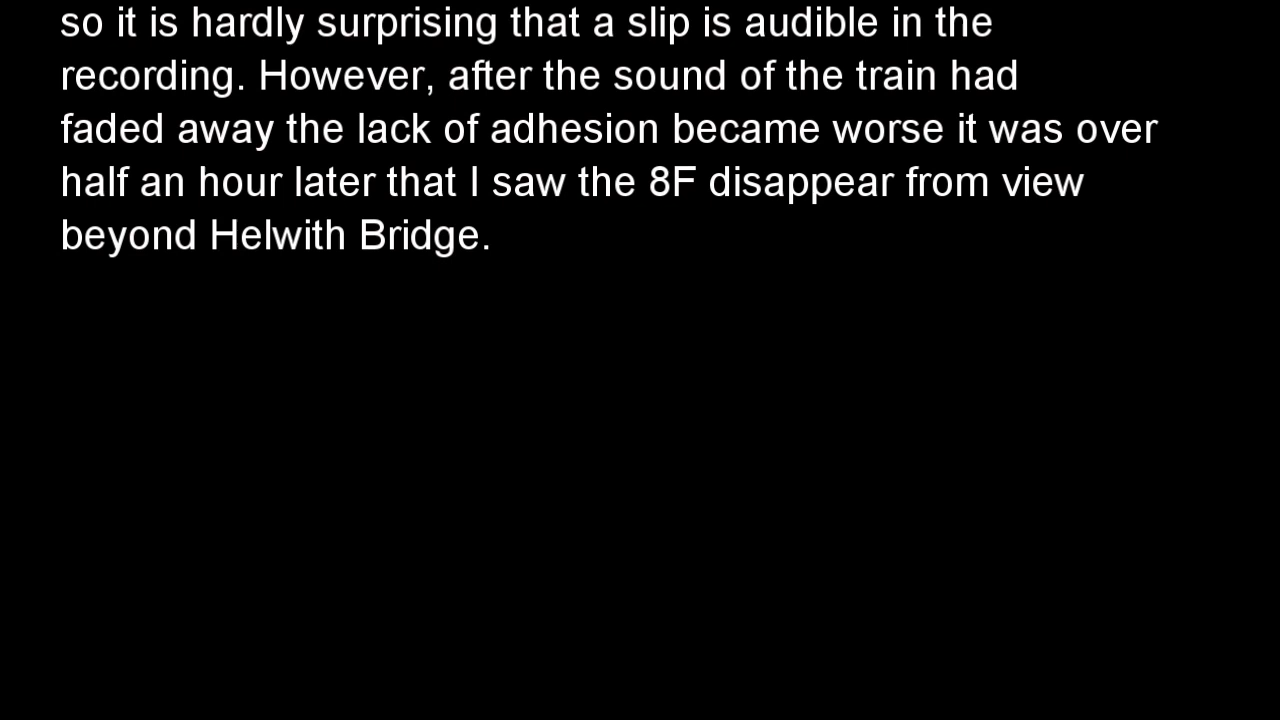 so it is hardly surprising that a slip is audible in the
recording. However, after the sound of the train had
faded away the lack of adhesion became worse it was over
half an hour later that I saw the 8F disappear from view
beyond Helwith Bridge.